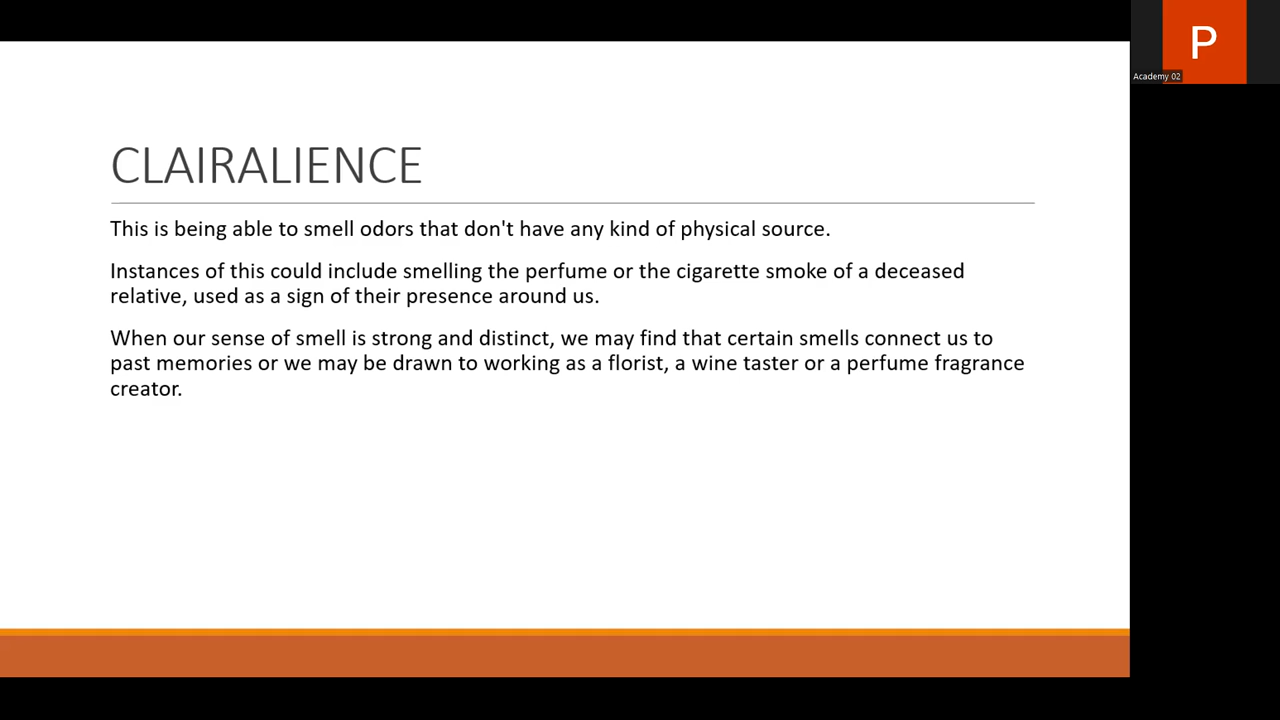 P
Academy 02
CLAIRALIENCE
This is being able to smell odors that don't have any kind of physical source.
Instances of this could include smelling the perfume or the cigarette smoke of a deceased
relative, used as a sign of their presence around us.
When our sense of smell is strong and distinct, we may find that certain smells connect us to
past memories or we may be drawn to working as a florist, a wine taster or a perfume fragrance
creator.